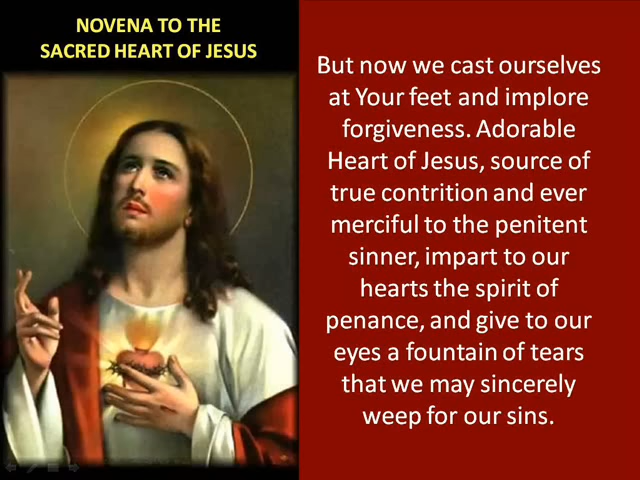 NOVENA TO THE
SACRED HEART OF JESUS
But now we cast ourselves
at Your feet and implore
forgiveness. Adorable
Heart of Jesus, source of
true contrition and ever
merciful to the penitent
sinner, impart to our
hearts the spirit of
penance, and give to our
eyes a fountain of tears
that we may sincerely
weep for our sins.